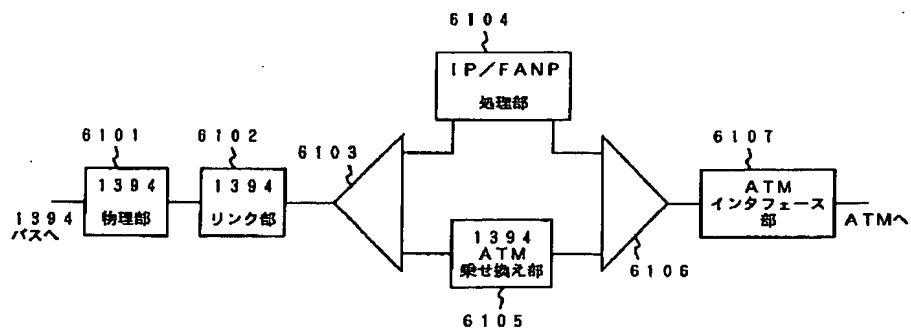 6104
IP/FANP
処理部
6101
6102
6103
6107
1394
物理部
1394
リンク部
ATM
インタフェース
部
1394
バスへ
ATMへ
1394
ATM
乗せ換え部
6106
6105